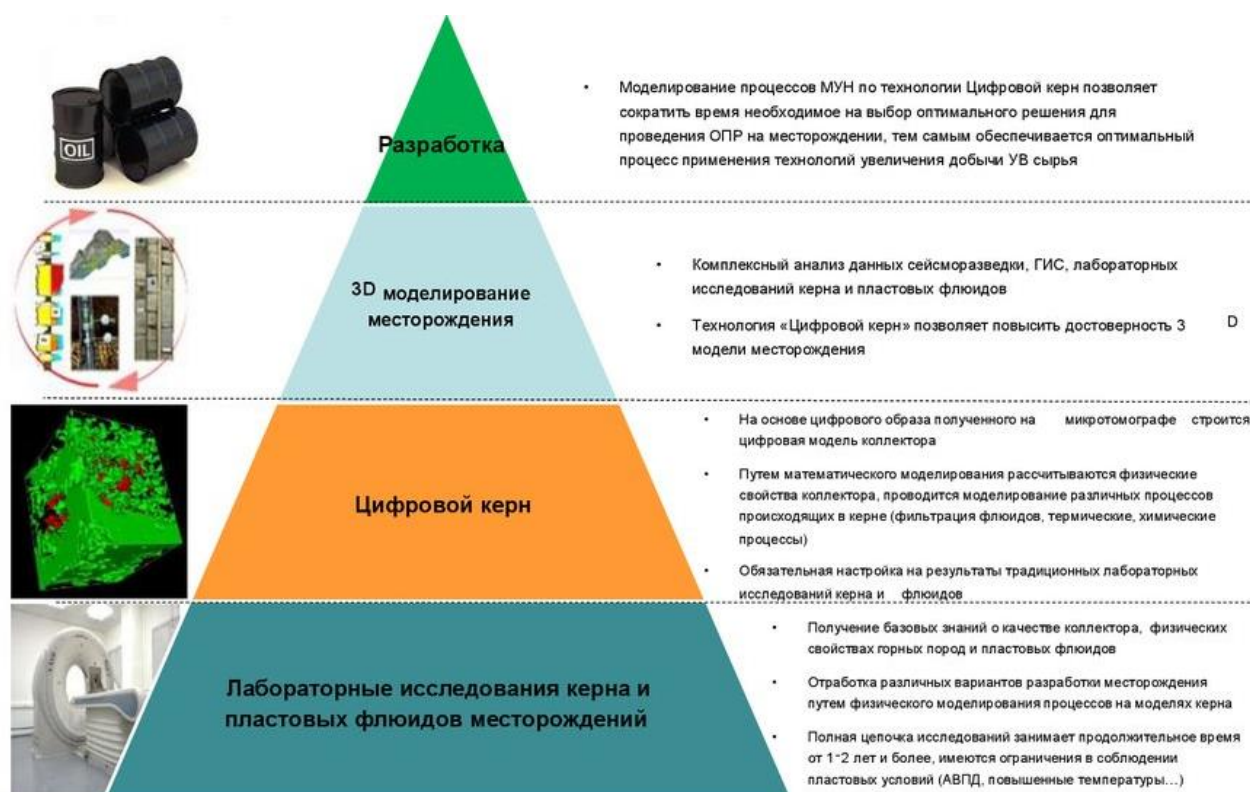 OIL
Разработка
• Моделирование процессов МУН по технологии Цифровой керн позволяет
сократить время необходимое на выбор оптимального решения для
проведения ОПР на месторождении, тем самым обеспечивается оптимальный
процесс применения технологий увеличения добычи УВ сырья
3D моделирование
месторождения
• Комплексный анализ данных сейсморазведки, ГИС, лабораторных
исследований керна и пластовых флюидов
• Технология «Цифровой керн» позволяет повысить достоверность 3 D
модели месторождения
Цифровой керн
• На основе цифрового образа полученного на микротомографе строится
цифровая модель коллектора
• Путем математического моделирования рассчитываются физические
свойства коллектора, проводится моделирование различных процессов
происходящих в керне (фильтрация флюидов, термические, химические
процессы)
• Обязательная настройка на результаты традиционных лабораторных
исследований керна и флюидов
Лабораторные исследования керна и
пластовых флюидов месторождений
• Получение базовых знаний о качестве коллектора, физических
свойствах горных пород и пластовых флюидов
• Отработка различных вариантов разработки месторождения
путем физического моделирования процессов на моделях керна
• Полная цепочка исследований занимает продолжительное время
от 1-2 лет и более, имеются ограничения в соблюдении
пластовых условий (АВПД, повышенные температуры…)